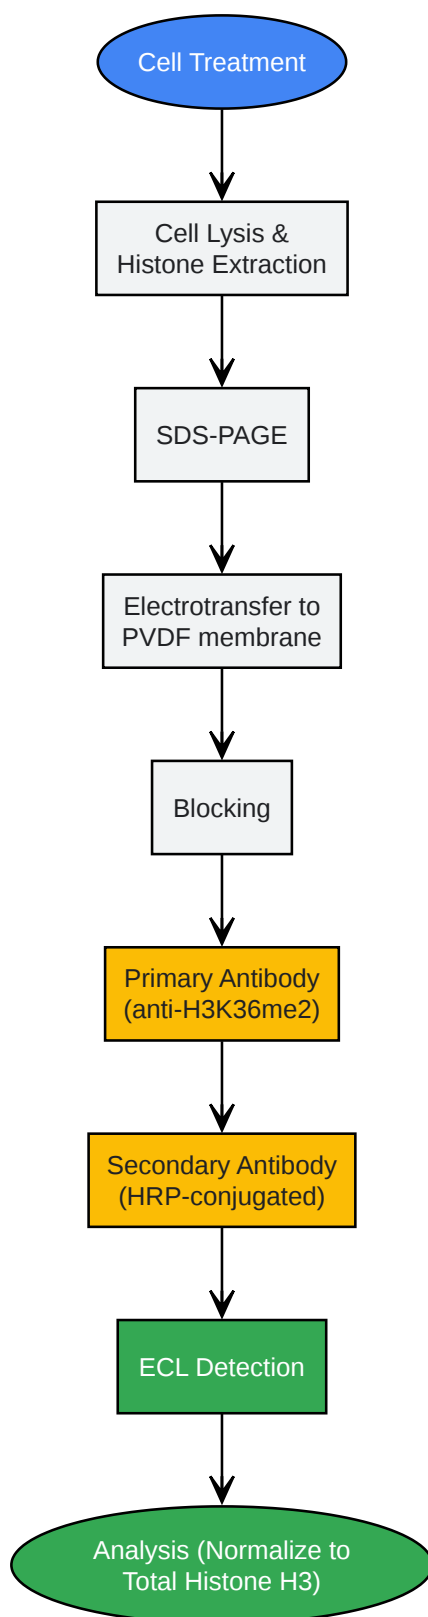 Cell Treatment
Cell Lysis &
Histone Extraction
SDS-PAGE
Electrotransfer to
PVDF membrane
Blocking
Primary Antibody
(anti-H3K36me2)
Secondary Antibody
(HRP-conjugated)
ECL Detection
Analysis (Normalize to
Total Histone H3)